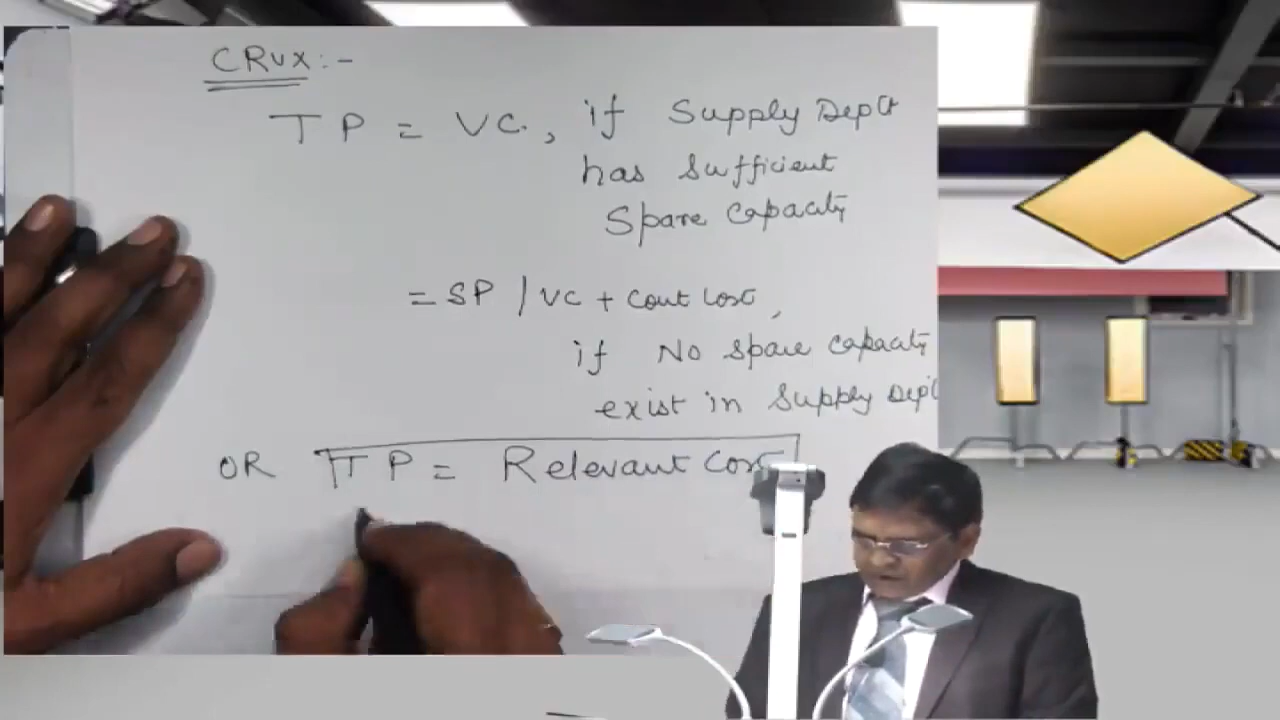 CRUX:-
TP = VC, if Supply Dept
has sufficient
Spare capacity
= SP / VC + Cont lost,
if No spare capacity
exist in Supply Dept
OR TP = Relevant Cost